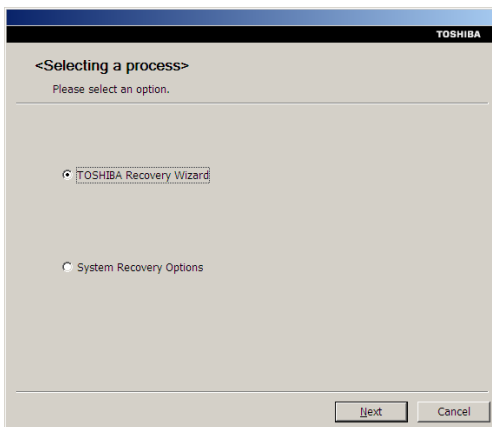 TOSHIBA
<Selecting a process>
Please select an option.
TOSHIBA Recovery Wizard
System Recovery Options
Next
Cancel